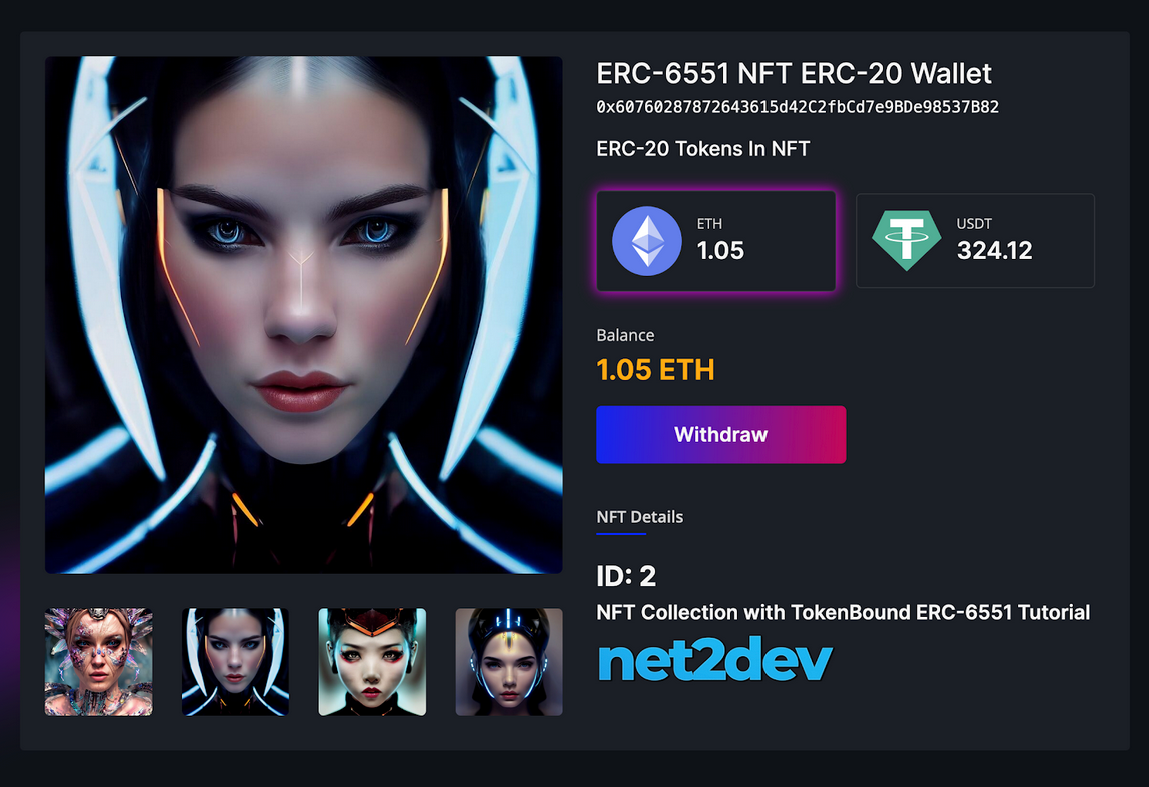 ERC-6551 NFT ERC-20 Wallet
0x60760287872643615d42C2fbCd7e9BDe98537B82
ERC-20 Tokens In NFT
ETH
1.05
USDT
324.12
Balance
1.05 ETH
Withdraw
NFT Details
ID: 2
NFT Collection with TokenBound ERC-6551 Tutorial
net2dev